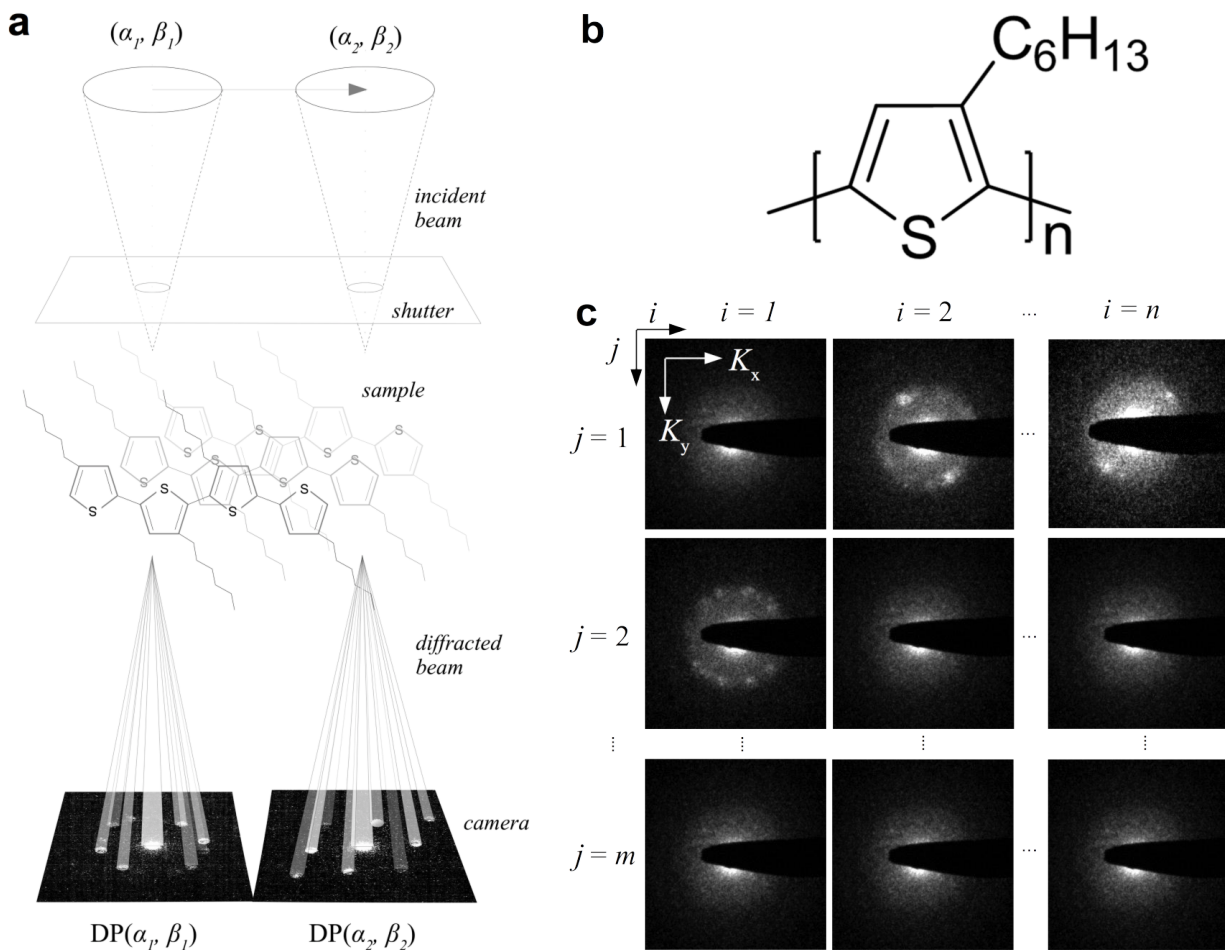 a
(α₁, β₁)
(α₂, β₂)
incident
beam
shutter
sample
S
S
S
S
S
S
S
S
S
S
S
S
diffracted
beam
camera
DP(α₁, β₁)
DP(α₂, β₂)
b
C₆H₁₃
S
n
c
i
i = 1
i = 2
...
i = n
j
Kx
Ky
j = 1
...
j = 2
...
j = m
...